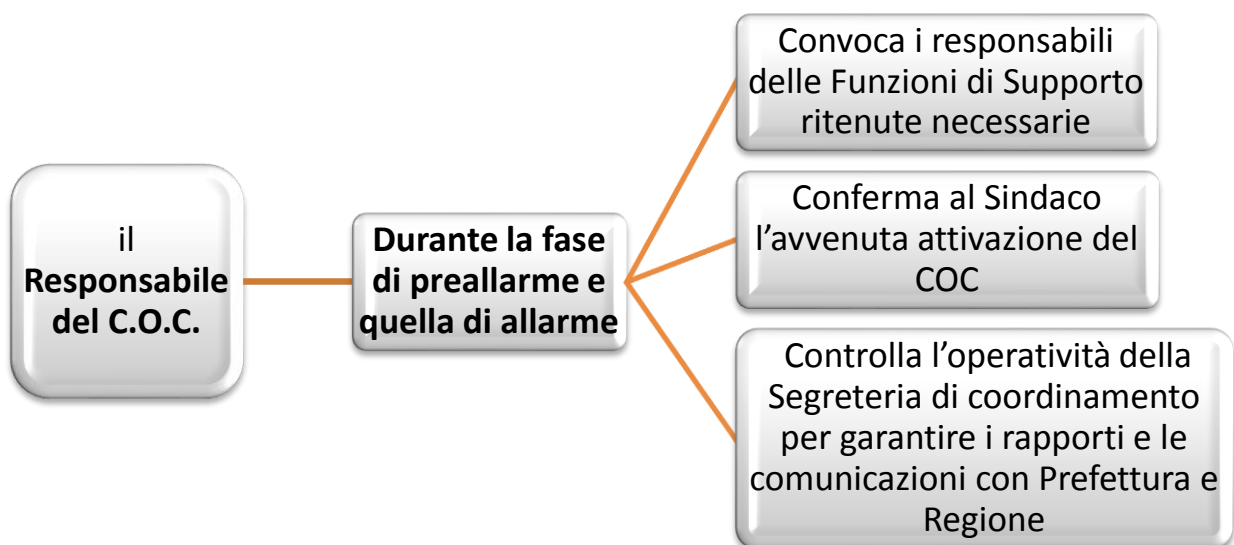 il
Responsabile
del C.O.C.
Durante la fase
di preallarme e
quella di allarme
Convoca i responsabili
delle Funzioni di Supporto
ritenute necessarie
Conferma al Sindaco
l’avvenuta attivazione del
COC
Controlla l’operatività della
Segreteria di coordinamento
per garantire i rapporti e le
comunicazioni con Prefettura e
Regione